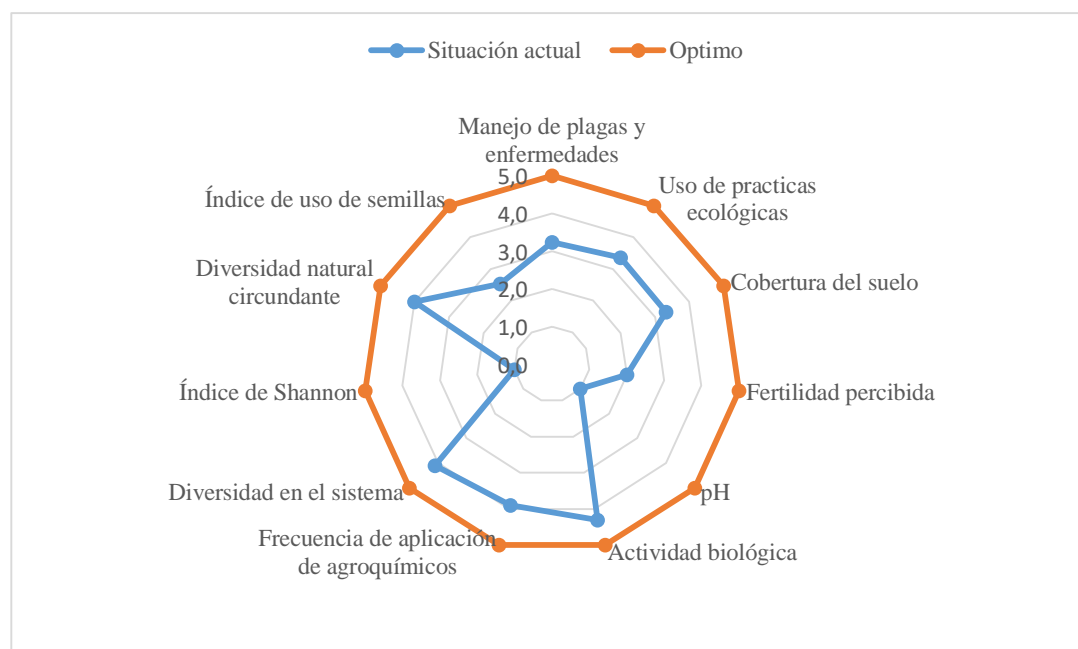 Situación actual
Optimo
Manejo de plagas y
enfermedades
Uso de practicas
ecológicas
Cobertura del suelo
Fertilidad percibida
pH
Actividad biológica
Frecuencia de aplicación
de agroquímicos
Diversidad en el sistema
Índice de Shannon
Diversidad natural
circundante
Índice de uso de semillas
5,0
4,0
3,0
2,0
1,0
0,0